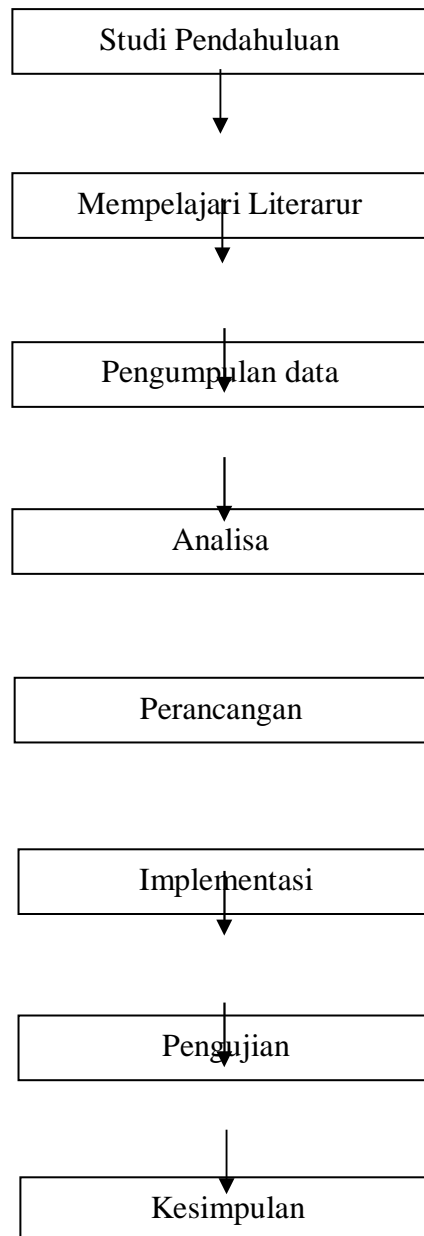 Studi Pendahuluan
Mempelajari Literarur
Pengumpulan data
Analisa
Perancangan
Implementasi
Pengujian
Kesimpulan